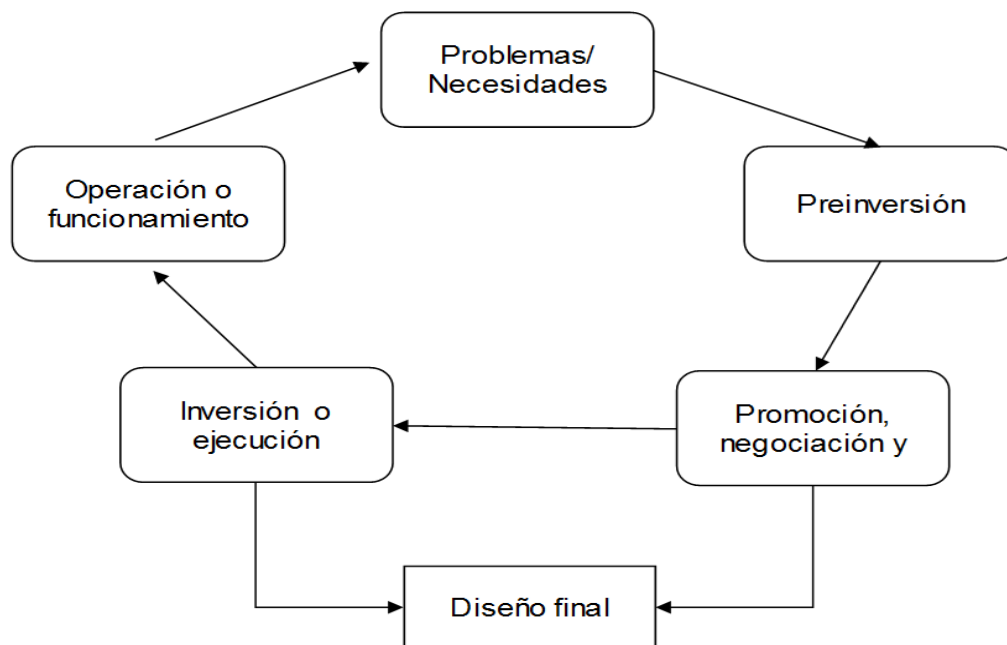 Problemas/
Necesidades
Operación o
funcionamiento
Preinversión
Inversión o
ejecución
Promoción,
negociación y
Diseño final